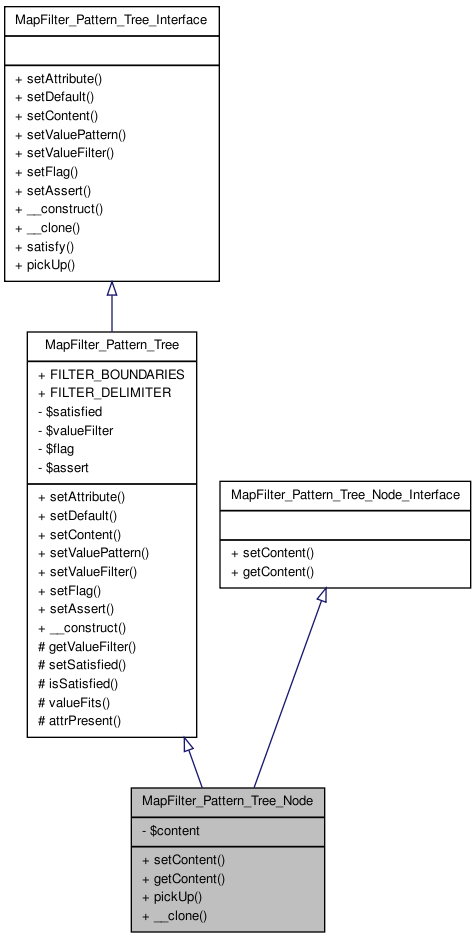 MapFilter_Pattern_Tree_Interface
+ setAttribute()
+ setDefault()
+ setContent()
+ setValuePattern()
+ setValueFilter()
+ setFlag()
+ setAssert()
+ __construct()
+ __clone()
+ satisfy()
+ pickUp()
MapFilter_Pattern_Tree
+ FILTER_BOUNDARIES
+ FILTER_DELIMITER
- $satisfied
- $valueFilter
- $flag
- $assert
+ setAttribute()
+ setDefault()
+ setContent()
+ setValuePattern()
+ setValueFilter()
+ setFlag()
+ setAssert()
+ __construct()
# getValueFilter()
# setSatisfied()
# isSatisfied()
# valueFits()
# attrPresent()
MapFilter_Pattern_Tree_Node_Interface
+ setContent()
+ getContent()
MapFilter_Pattern_Tree_Node
- $content
+ setContent()
+ getContent()
+ pickUp()
+ __clone()